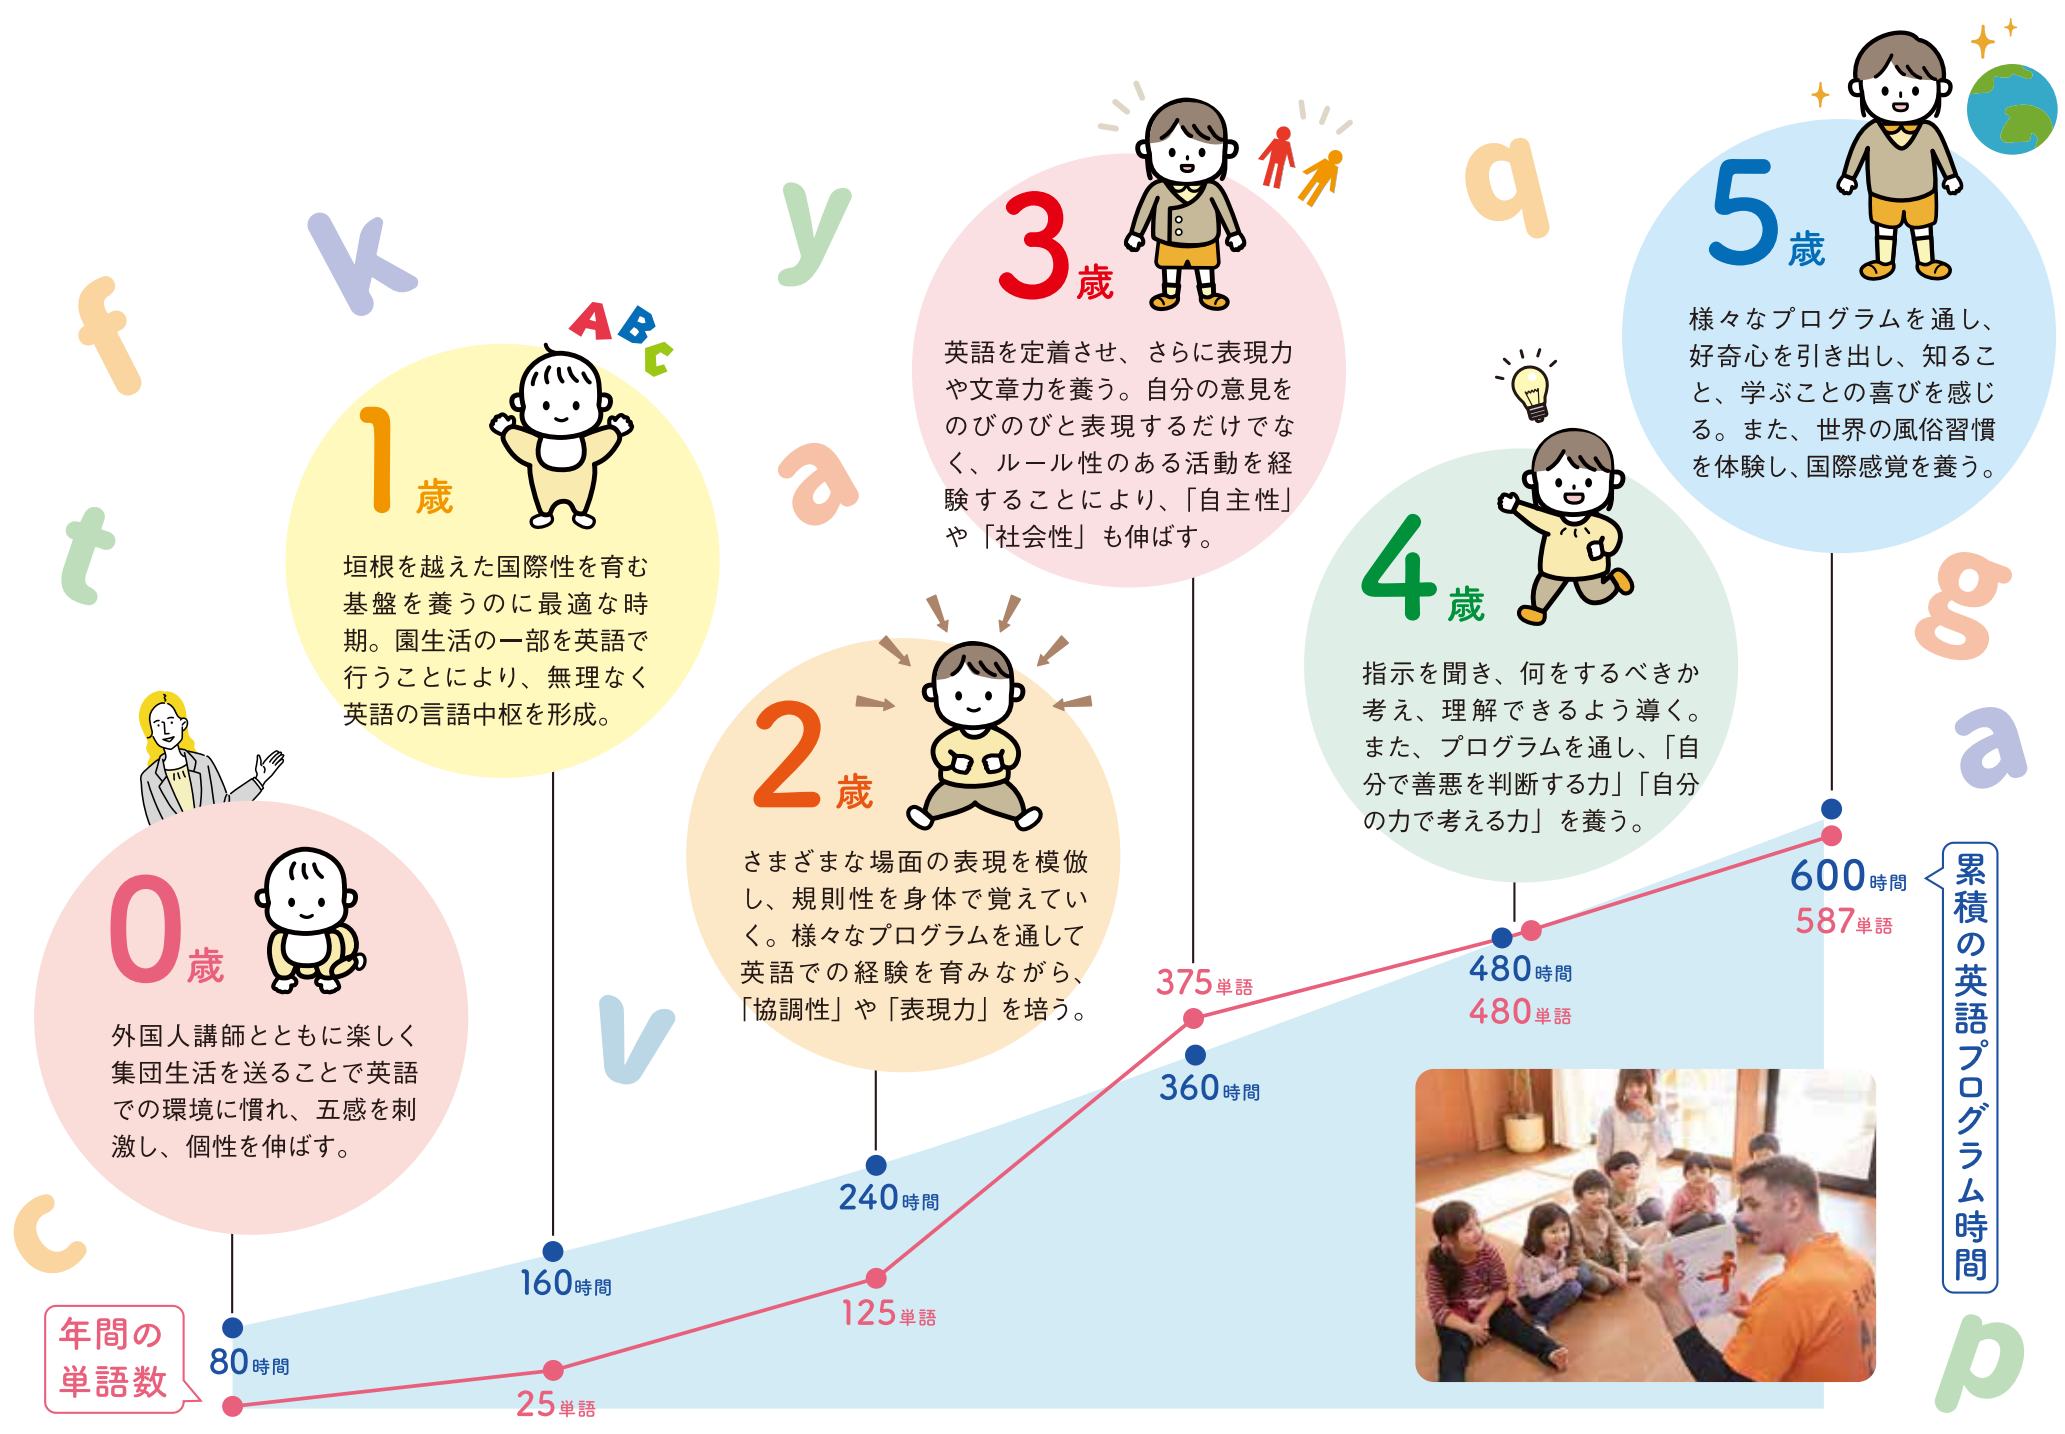 0歳
外国人講師とともに楽しく
集団生活を送ることで英語
での環境に慣れ、五感を刺
激し、個性を伸ばす。
1歳
ABC
垣根を越えた国際性を育む
基盤を養うのに最適な時
期。園生活の一部を英語で
行うことにより、無理なく
英語の言語中枢を形成。
2歳
さまざまな場面の表現を模倣
し、規則性を身体で覚えてい
く。様々なプログラムを通して
英語での経験を育みながら、
「協調性」や「表現力」を培う。
3歳
英語を定着させ、さらに表現力
や文章力を養う。自分の意見を
のびのびと表現するだけでな
く、ルール性のある活動を経
験することにより、「自主性」
や「社会性」も伸ばす。
4歳
指示を聞き、何をするべきか
考え、理解できるよう導く。
また、プログラムを通し、「自
分で善悪を判断する力」「自分
の力で考える力」を養う。
5歳
様々なプログラムを通し、
好奇心を引き出し、知るこ
と、学ぶことの喜びを感じ
る。また、世界の風俗習慣
を体験し、国際感覚を養う。
f
k
y
q
t
a
v
c
g
a
p
年間の
単語数
80時間
160時間
25単語
240時間
125単語
375単語
360時間
480時間
480単語
600時間
587単語
累積の英語プログラム時間